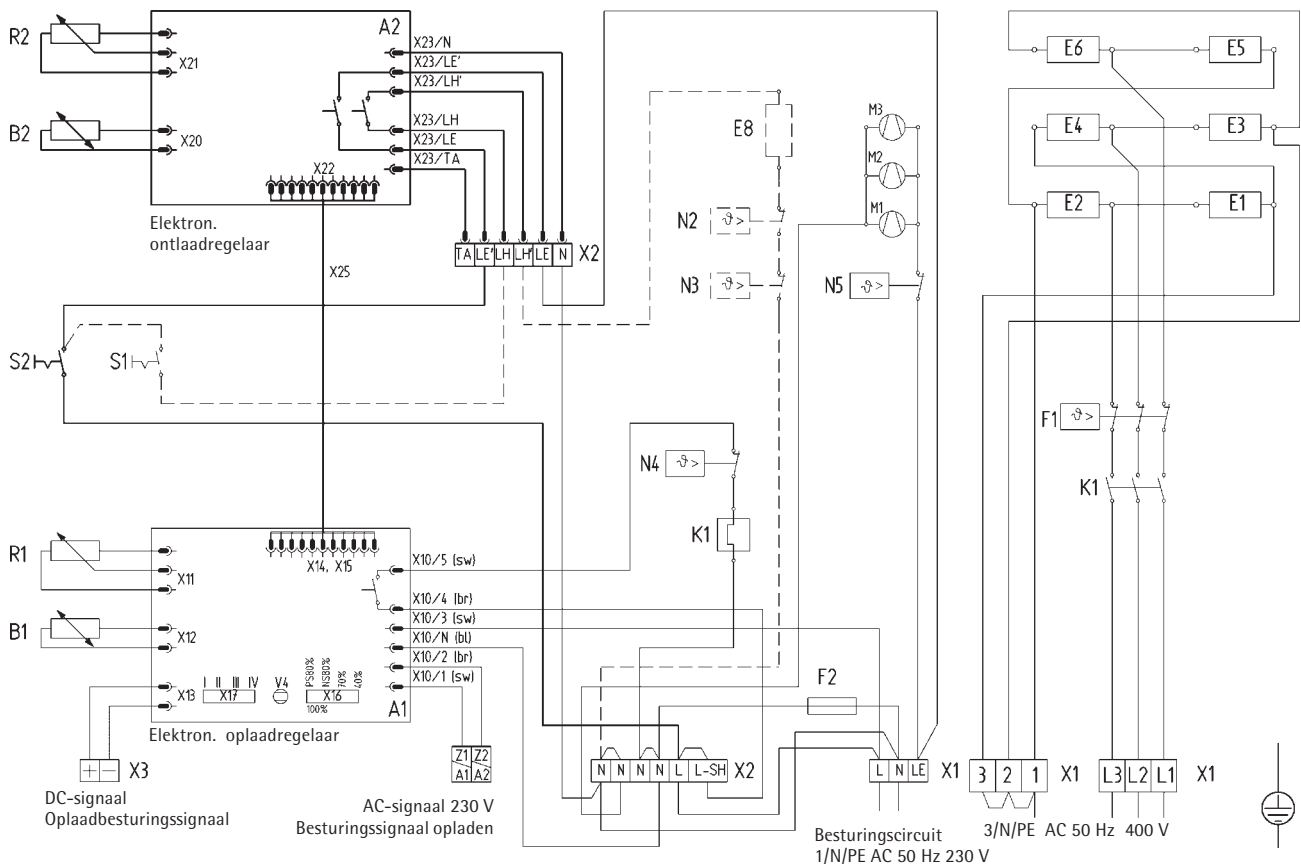 R2
A2
X23/N
X21
X23/LE'
X23/LH'
B2
X20
X23/LH
X23/LE
X23/TA
X22
Elektron.
ontlaadregelaar
X25
TA LE' LH LH' LE N X2
E8
N2 ϑ>
N3 ϑ>
M3
M2
M1
N5 ϑ>
E6 E5
E4 E3
E2 E1
S2
S1
N4 ϑ>
K1
F1 ϑ>
K1
R1
X11
X14, X15
X10/5 (sw)
X10/4 (br)
B1
X12
X10/3 (sw)
X10/N (bl)
X10/2 (br)
X10/1 (sw)
X13
I II III IV
X17
V4
PS80% NS80% 70% 40%
X16
100%
A1
Elektron. oplaadregelaar
F2
+ − X3
DC-signaal
Oplaadbesturingssignaal
Z1 Z2
A1 A2
AC-signaal 230 V
Besturingssignaal opladen
N N N N L L-SH X2
L N LE X1
Besturingscircuit
1/N/PE AC 50 Hz 230 V
3 2 1 X1
L3 L2 L1 X1
3/N/PE AC 50 Hz 400 V